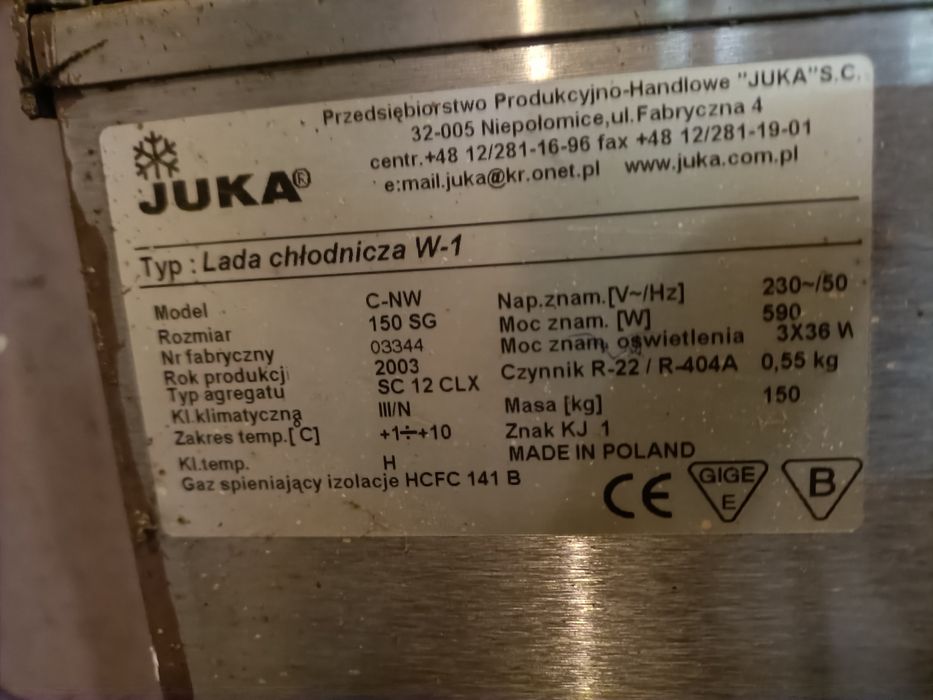 Przedsiębiorstwo Produkcyjno-Handlowe "JUKA"S.C.
32-005 Niepołomice,ul.Fabryczna 4
centr.+48 12/281-16-96 fax +48 12/281-19-01
e:mail.juka@kr.onet.pl www.juka.com.pl
JUKA®
Typ : Lada chłodnicza W-1
Model C-NW
Rozmiar 150 SG
Nr fabryczny 03344
Rok produkcji 2003
Typ agregatu SC 12 CLX
Kl.klimatyczna III/N
Zakres temp.[°C] +1÷+10
Kl.temp. H
Gaz spieniający izolacje HCFC 141 B
Nap.znam.[V~/Hz] 230~/50
Moc znam. [W] 590
Moc znam. oświetlenia 3X36 W
Czynnik R-22 / R-404A 0,55 kg
Masa [kg] 150
Znak KJ 1
MADE IN POLAND
CE
GIGE
E
B